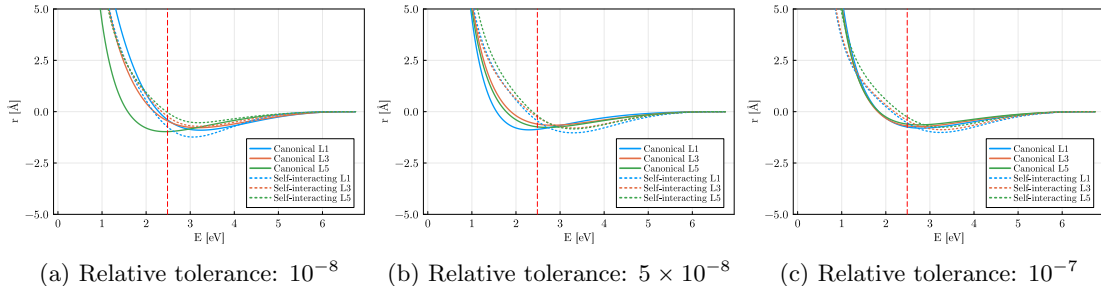 5.0
2.5
0.0
−2.5
−5.0
r [Å]
0 1 2 3 4 5 6
E [eV]
Canonical L1
Canonical L3
Canonical L5
Self-interacting L1
Self-interacting L3
Self-interacting L5
(a) Relative tolerance: 10⁻⁸
5.0
2.5
0.0
−2.5
−5.0
r [Å]
0 1 2 3 4 5 6
E [eV]
Canonical L1
Canonical L3
Canonical L5
Self-interacting L1
Self-interacting L3
Self-interacting L5
(b) Relative tolerance: 5 × 10⁻⁸
5.0
2.5
0.0
−2.5
−5.0
r [Å]
0 1 2 3 4 5 6
E [eV]
Canonical L1
Canonical L3
Canonical L5
Self-interacting L1
Self-interacting L3
Self-interacting L5
(c) Relative tolerance: 10⁻⁷